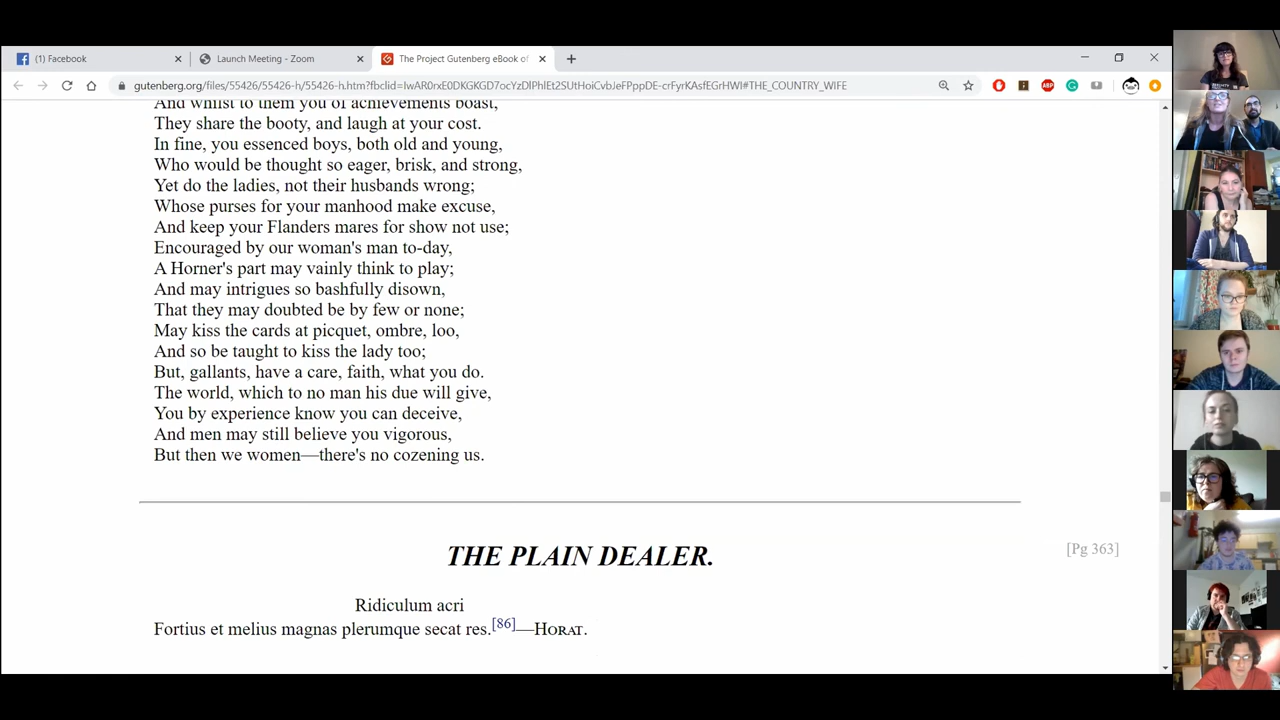 (1) Facebook
Launch Meeting - Zoom
The Project Gutenberg eBook of
gutenberg.org/files/55426-h/55426-h.htm?fbclid=IwAR0rxE0DKGKGD7ocYzDIPhlEt2SUtHoiCvbJeFPppDE-crFyrKAsfEGrHWI#THE_COUNTRY_WIFE
ABP
And whilst to them you of achievements boast,
They share the booty, and laugh at your cost.
In fine, you essenced boys, both old and young,
Who would be thought so eager, brisk, and strong,
Yet do the ladies, not their husbands wrong;
Whose purses for your manhood make excuse,
And keep your Flanders mares for show not use;
Encouraged by our woman's man to-day,
A Horner's part may vainly think to play;
And may intrigues so bashfully disown,
That they may doubted be by few or none;
May kiss the cards at picquet, ombre, loo,
And so be taught to kiss the lady too;
But, gallants, have a care, faith, what you do.
The world, which to no man his due will give,
You by experience know you can deceive,
And men may still believe you vigorous,
But then we women—there's no cozening us.
THE PLAIN DEALER.
[Pg 363]
Ridiculum acri
Fortius et melius magnas plerumque secat res.[86]—HORAT.